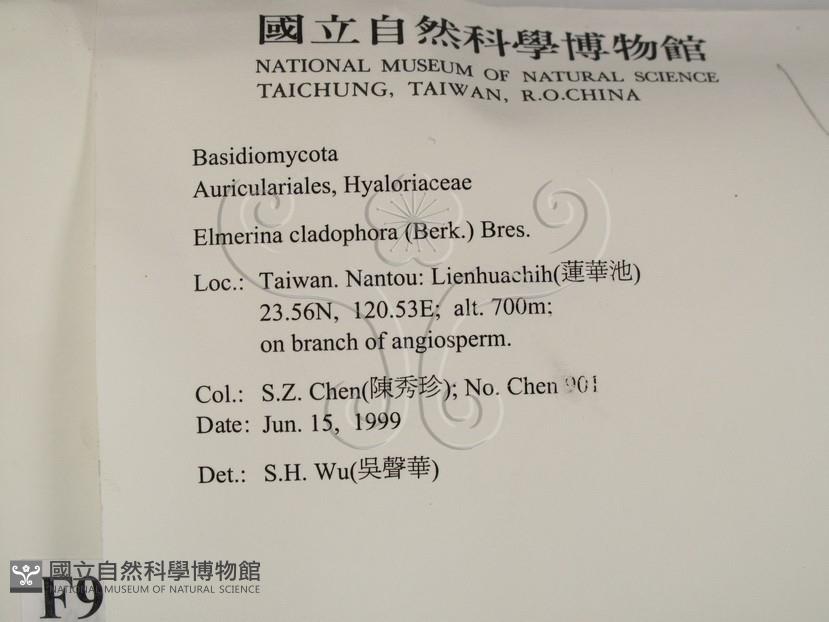 國立自然科學博物館
NATIONAL MUSEUM OF NATURAL SCIENCE
TAICHUNG, TAIWAN, R.O.CHINA
Basidiomycota
Auriculariales, Hyaloriaceae
Elmerina cladophora (Berk.) Bres.
Loc.: Taiwan. Nantou: Lienhuachih(蓮華池)
23.56N, 120.53E; alt. 700m;
on branch of angiosperm.
Col.: S.Z. Chen(陳秀珍); No. Chen 901
Date: Jun. 15, 1999
Det.: S.H. Wu(吳聲華)
國立自然科學博物館
NATIONAL MUSEUM OF NATURAL SCIENCE
F9